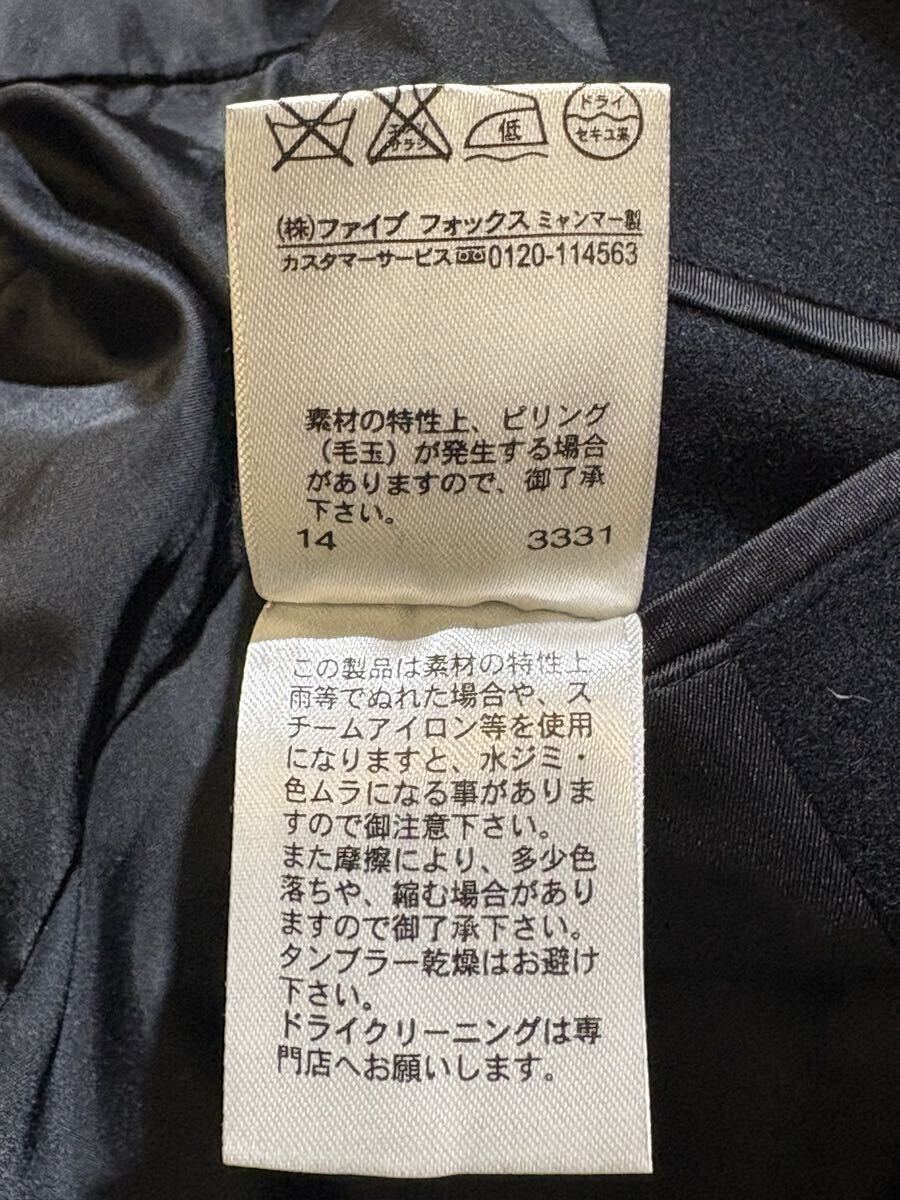 エンソ
サラシ
低
ドライ
セキユ系
(株)ファイブ フォックス ミャンマー製
カスタマーサービス 0120-114563
素材の特性上、ピリング
(毛玉)が発生する場合
がありますので、御了承
下さい。
14 3331
この製品は素材の特性上
雨等でぬれた場合や、ス
チームアイロン等を使用
になりますと、水ジミ・
色ムラになる事がありま
すので御注意下さい。
また摩擦により、多少色
落ちや、縮む場合があり
ますので御了承下さい。
タンブラー乾燥はお避け
下さい。
ドライクリーニングは専
門店へお願いします。